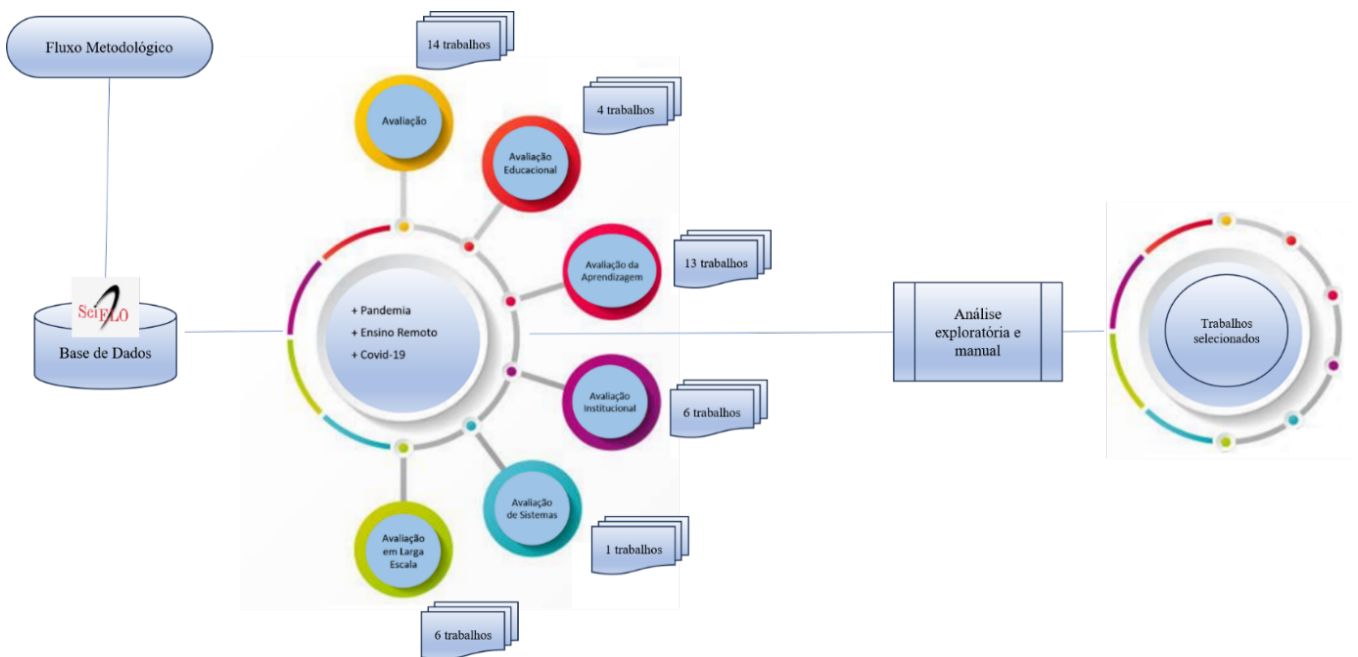 Fluxo Metodológico
SciELO
Base de Dados
+ Pandemia
+ Ensino Remoto
+ Covid-19
14 trabalhos
Avaliação
4 trabalhos
Avaliação
Educacional
13 trabalhos
Avaliação da
Aprendizagem
6 trabalhos
Avaliação
Institucional
1 trabalhos
Avaliação
de Sistemas
6 trabalhos
Avaliação
em Larga
Escala
Análise
exploratória e
manual
Trabalhos
selecionados